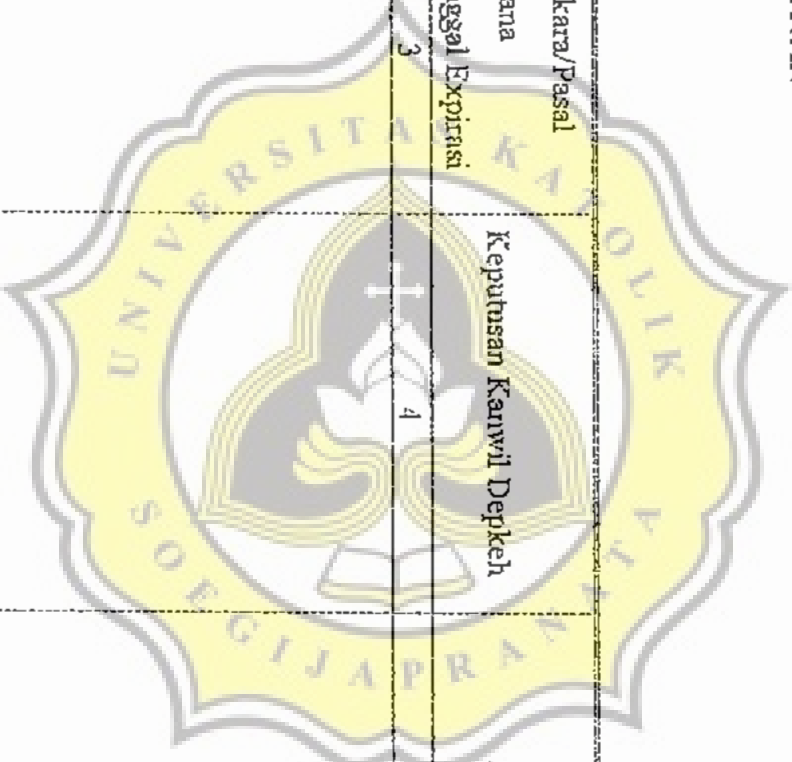 kara/Pasal
ana
ggal Expirasi
3
Keputusan Kanwil Depkeh
4
UNIVERSITAS KATOLIK
SOEGIJAPRANATA